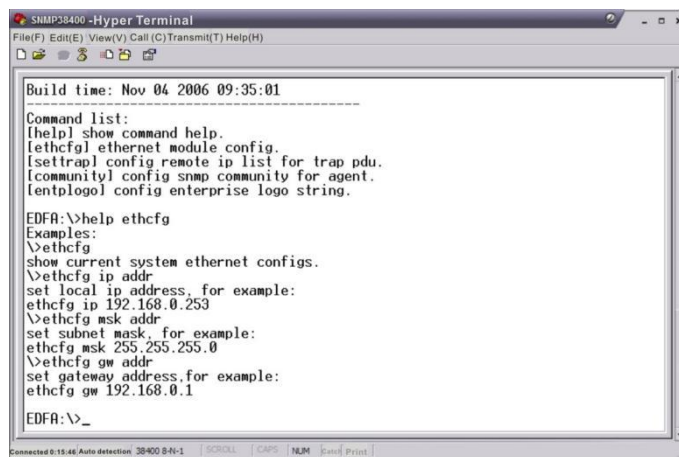 SNMP38400 -Hyper Terminal
File(F) Edit(E) View(V) Call (C)Transmit(T) Help(H)
Build time: Nov 04 2006 09:35:01
----------------------------------------
Command list:
[help] show command help.
[ethcfg] ethernet module config.
[settrap] config remote ip list for trap pdu.
[community] config snmp community for agent.
[entplogo] config enterprise logo string.
EDFA:\>help ethcfg
Examples:
\>ethcfg
show current system ethernet configs.
\>ethcfg ip addr
set local ip address, for example:
ethcfg ip 192.168.0.253
\>ethcfg msk addr
set subnet mask, for example:
ethcfg msk 255.255.255.0
\>ethcfg gw addr
set gateway address,for example:
ethcfg gw 192.168.0.1
EDFA:\>_
Connected 0:15:46 Auto detection 38400 8-N-1 SCROLL CAPS NUM Print